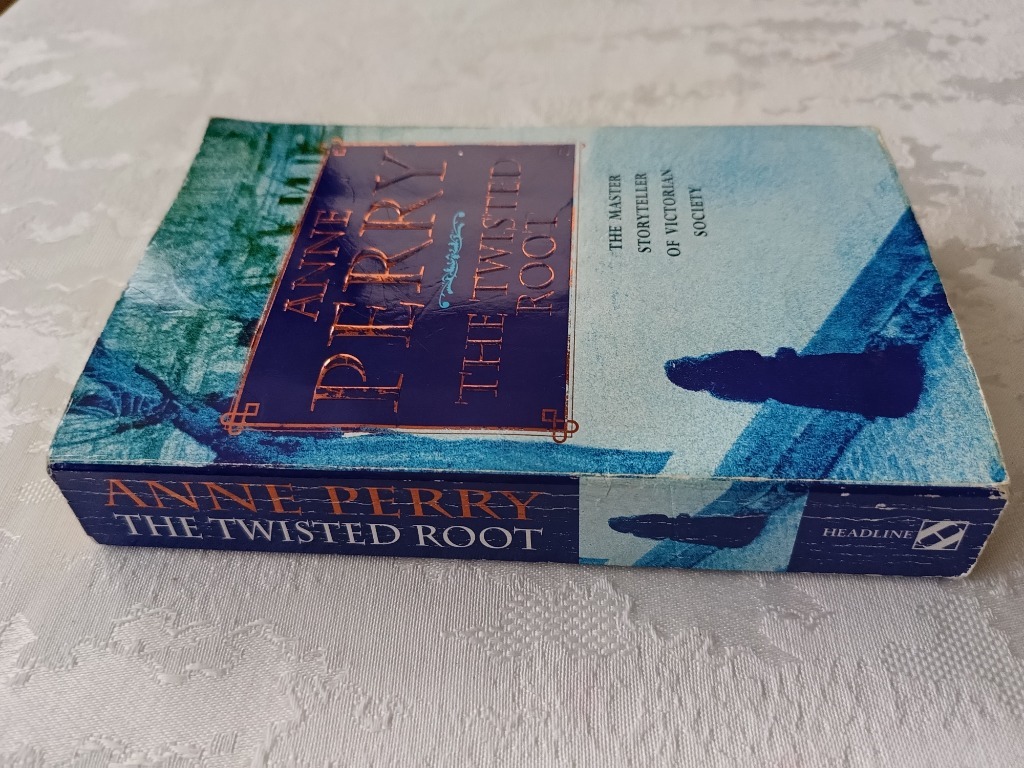 ANNE
PERRY
THE TWISTED
ROOT
THE MASTER
STORYTELLER
OF VICTORIAN
SOCIETY
ANNE PERRY
THE TWISTED ROOT
HEADLINE